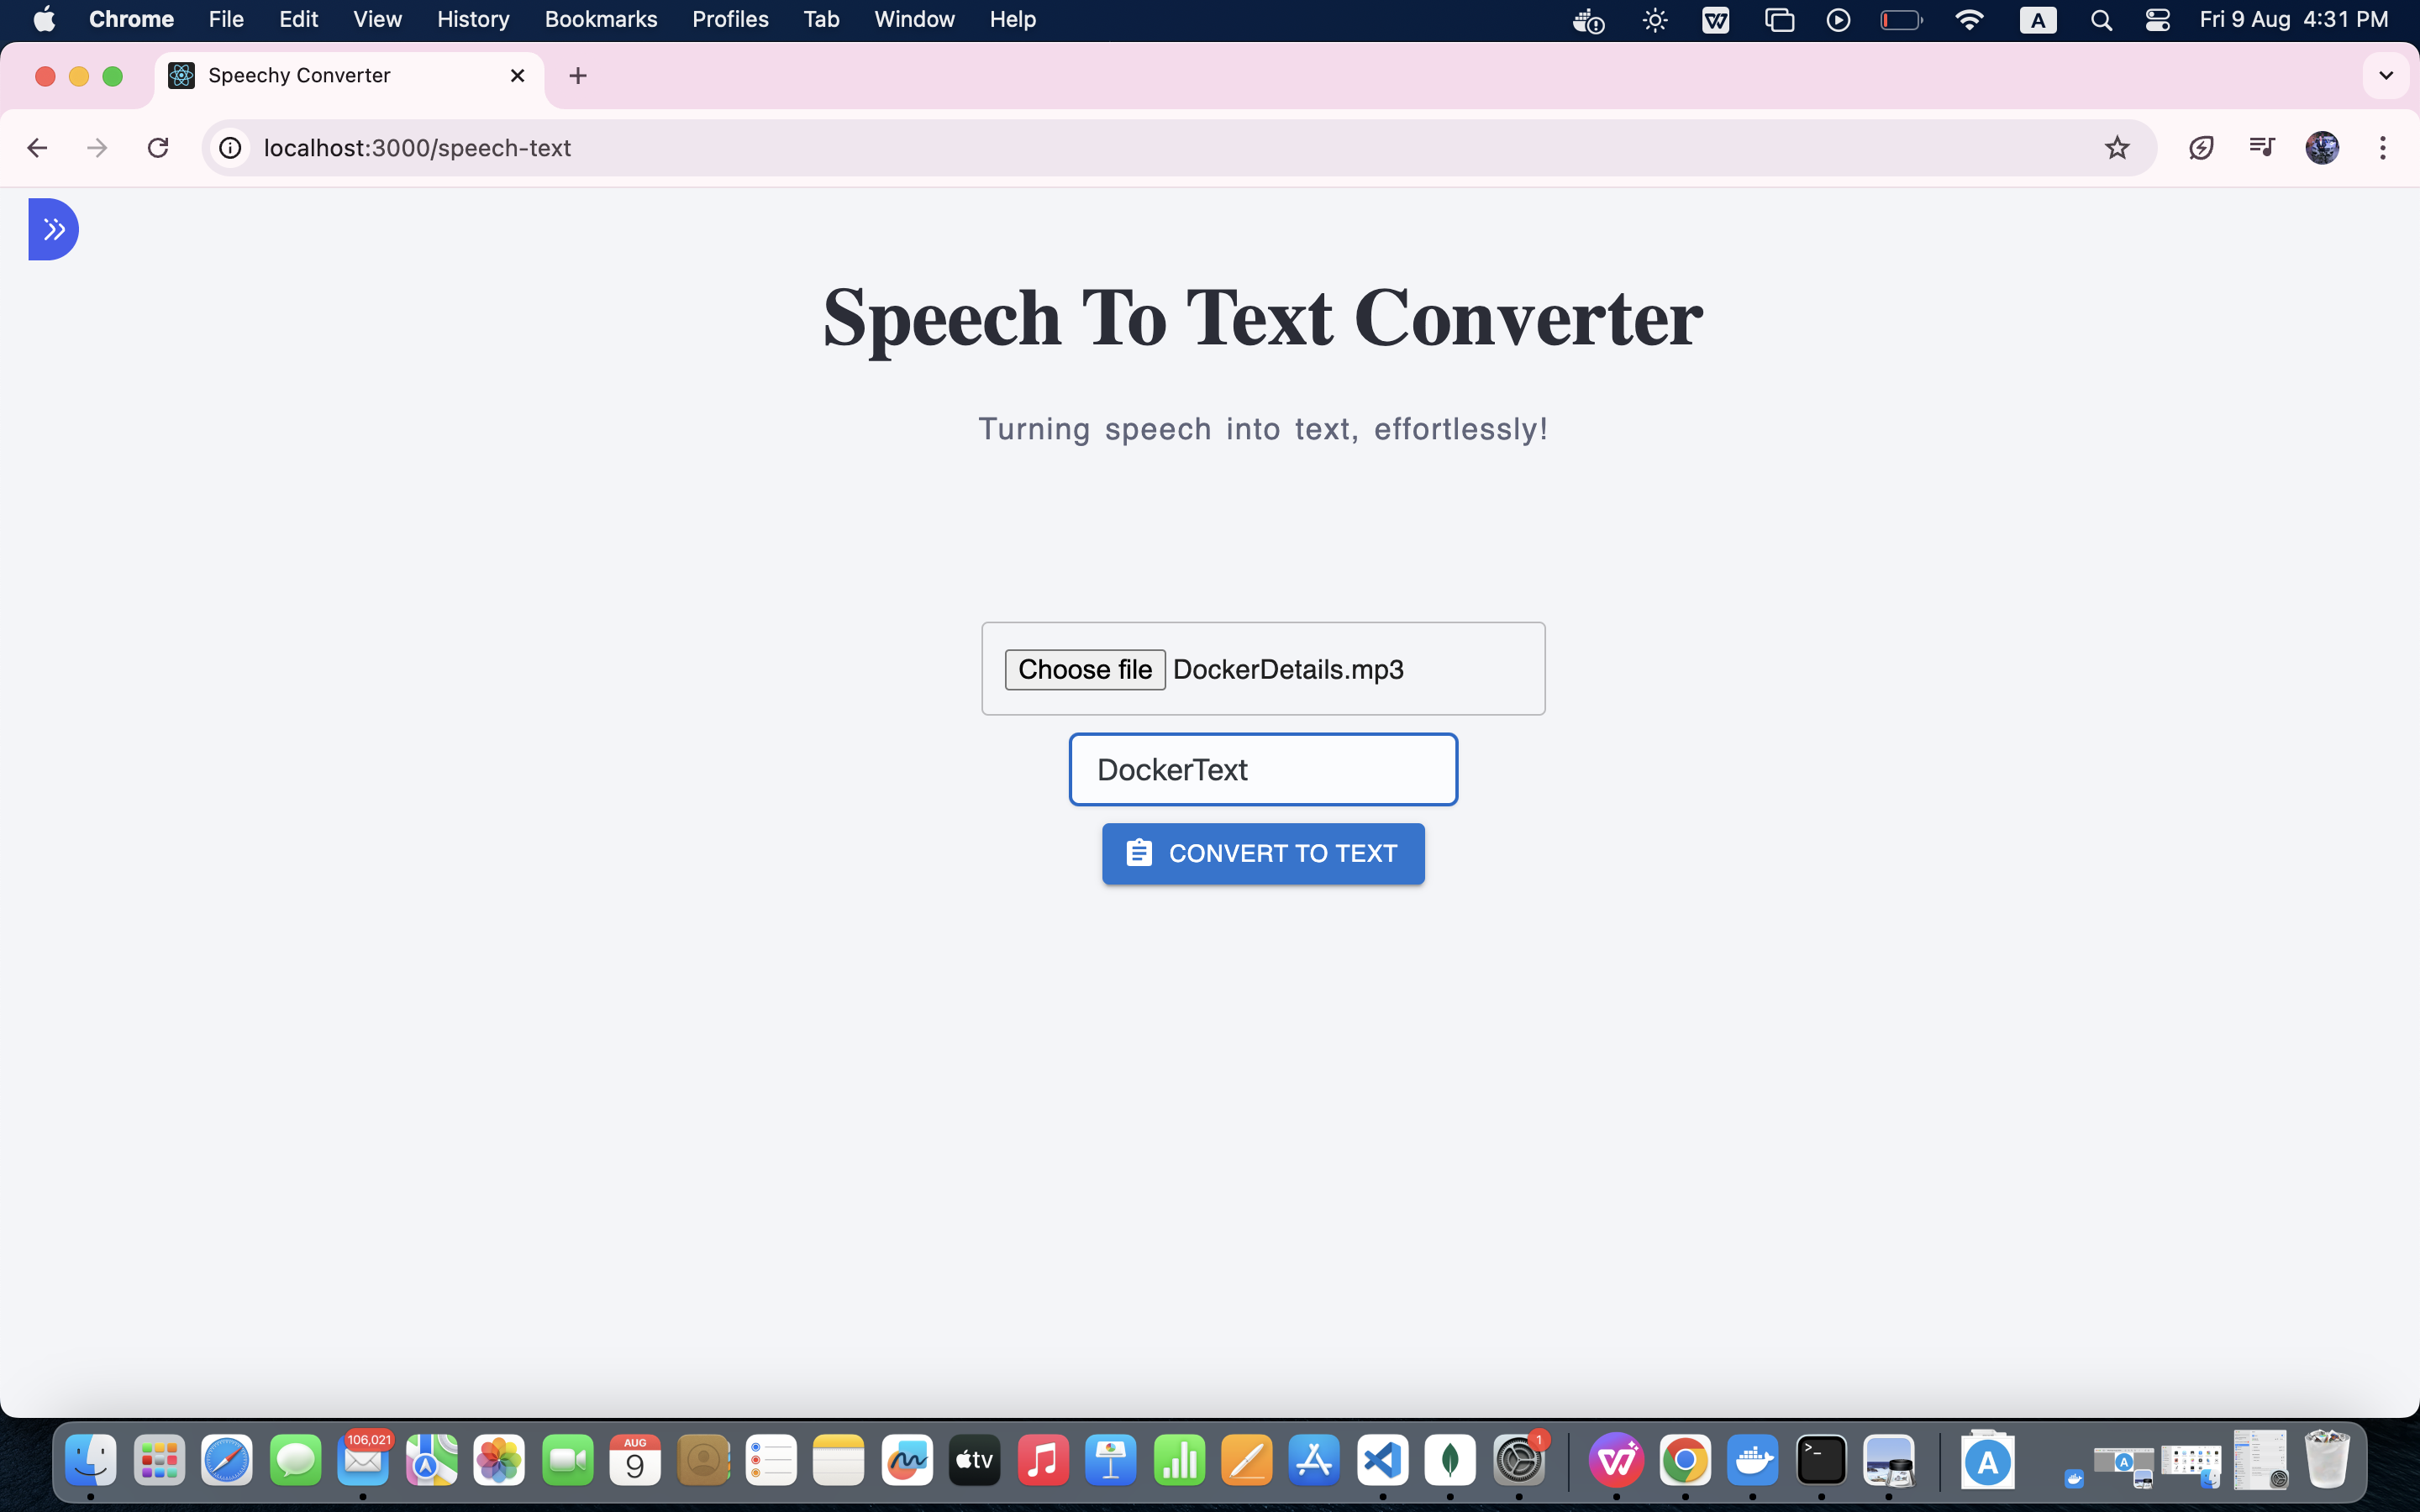 Chrome File Edit View History Bookmarks Profiles Tab Window Help A Fri 9 Aug 4:31 PM
Speechy Converter
localhost:3000/speech-text
Speech To Text Converter
Turning speech into text, effortlessly!
Choose file DockerDetails.mp3
DockerText
CONVERT TO TEXT
106,021
AUG
9
tv
1
>_
A
A